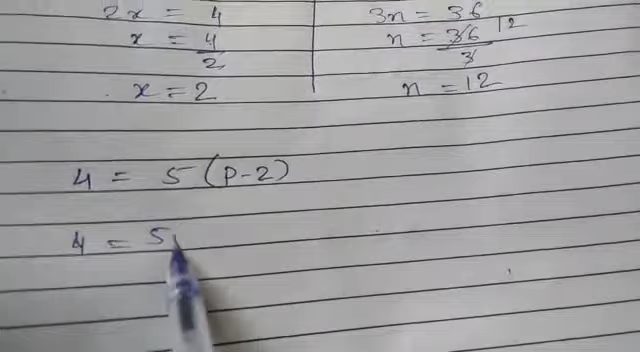 2x = 4
x = 4/2
x = 2
3n = 36
n = 36/3 12
n = 12
4 = 5 (p-2)
4 = 5